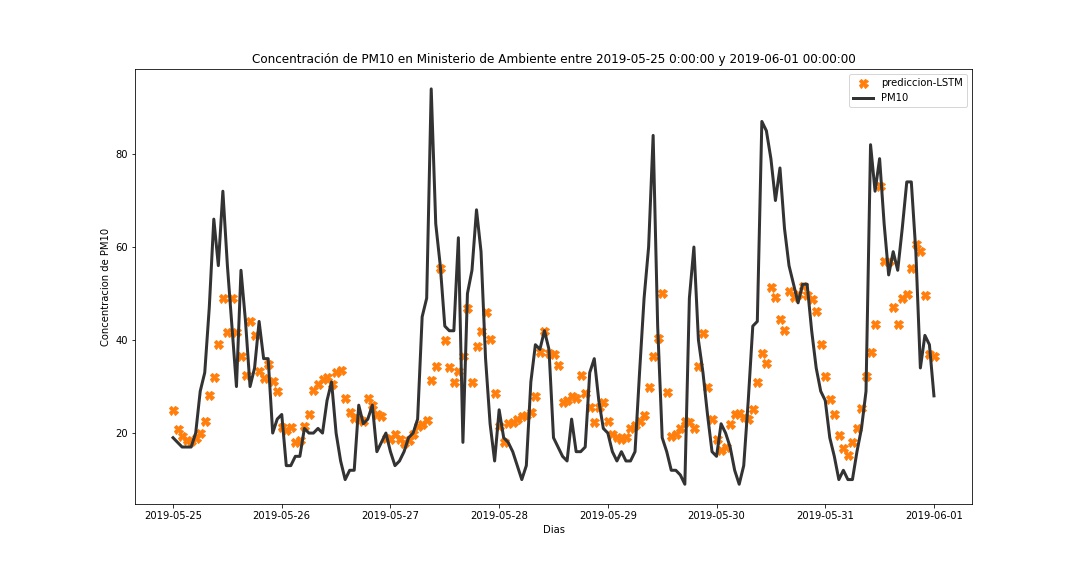 Concentración de PM10 en Ministerio de Ambiente entre 2019-05-25 0:00:00 y 2019-06-01 00:00:00
prediccion-LSTM
PM10
80
60
40
20
Concentracion de PM10
2019-05-25 2019-05-26 2019-05-27 2019-05-28 2019-05-29 2019-05-30 2019-05-31 2019-06-01
Dias